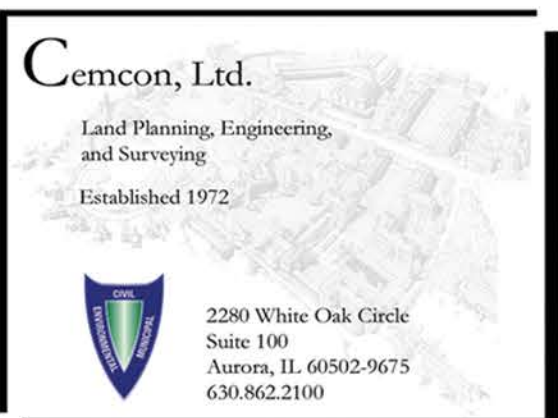 Cemcon, Ltd.
Land Planning, Engineering,
and Surveying
Established 1972
CIVIL
ENVIRONMENTAL
MUNICIPAL
2280 White Oak Circle
Suite 100
Aurora, IL 60502-9675
630.862.2100